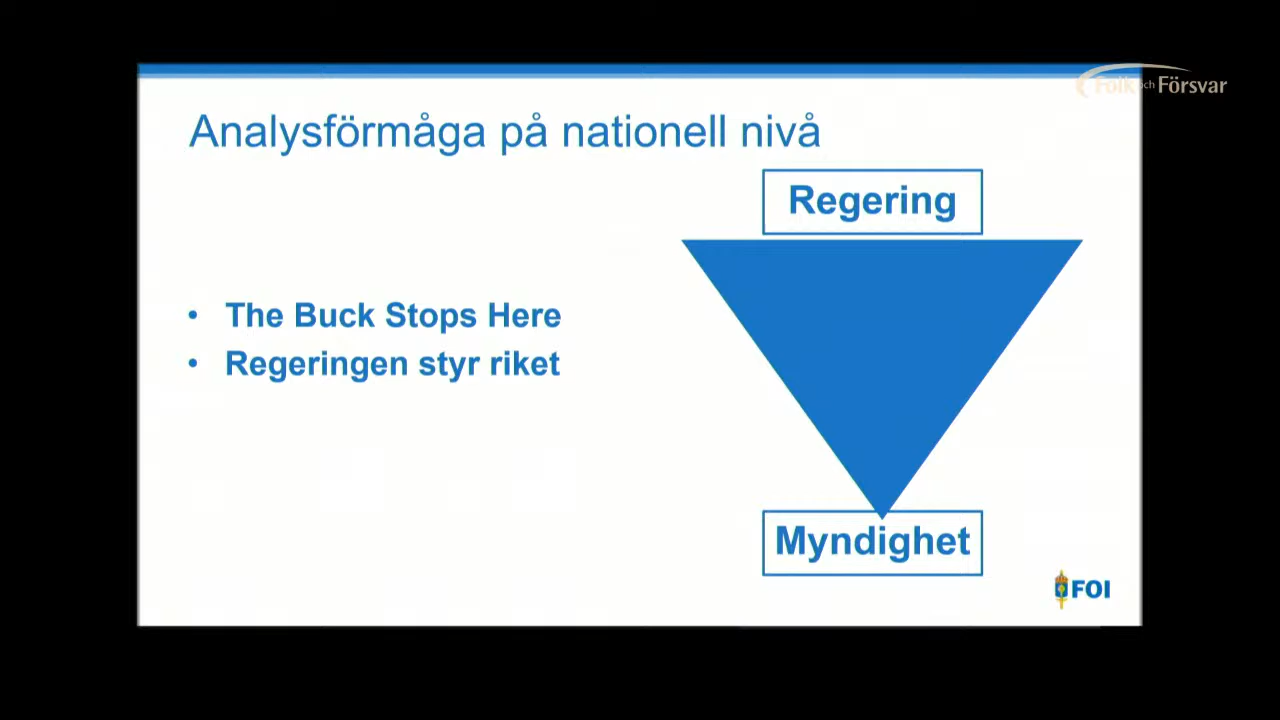 Folk och Försvar
Analysförmåga på nationell nivå
Regering
• The Buck Stops Here
• Regeringen styr riket
Myndighet
FOI